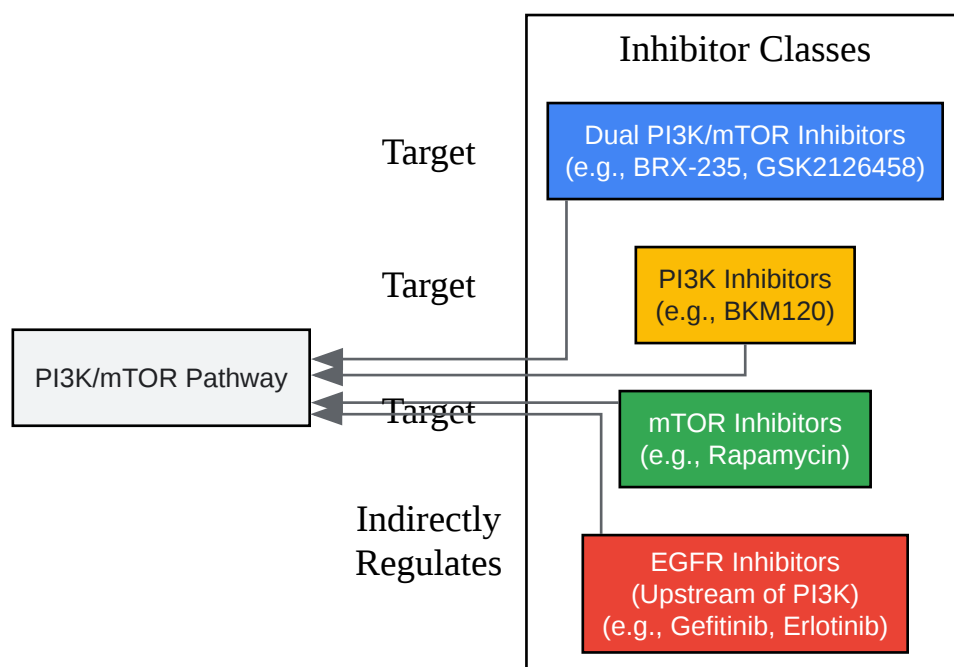 Inhibitor Classes
Target
Dual PI3K/mTOR Inhibitors
(e.g., BRX-235, GSK2126458)
Target
PI3K Inhibitors
(e.g., BKM120)
PI3K/mTOR Pathway
Target
mTOR Inhibitors
(e.g., Rapamycin)
Indirectly
Regulates
EGFR Inhibitors
(Upstream of PI3K)
(e.g., Gefitinib, Erlotinib)